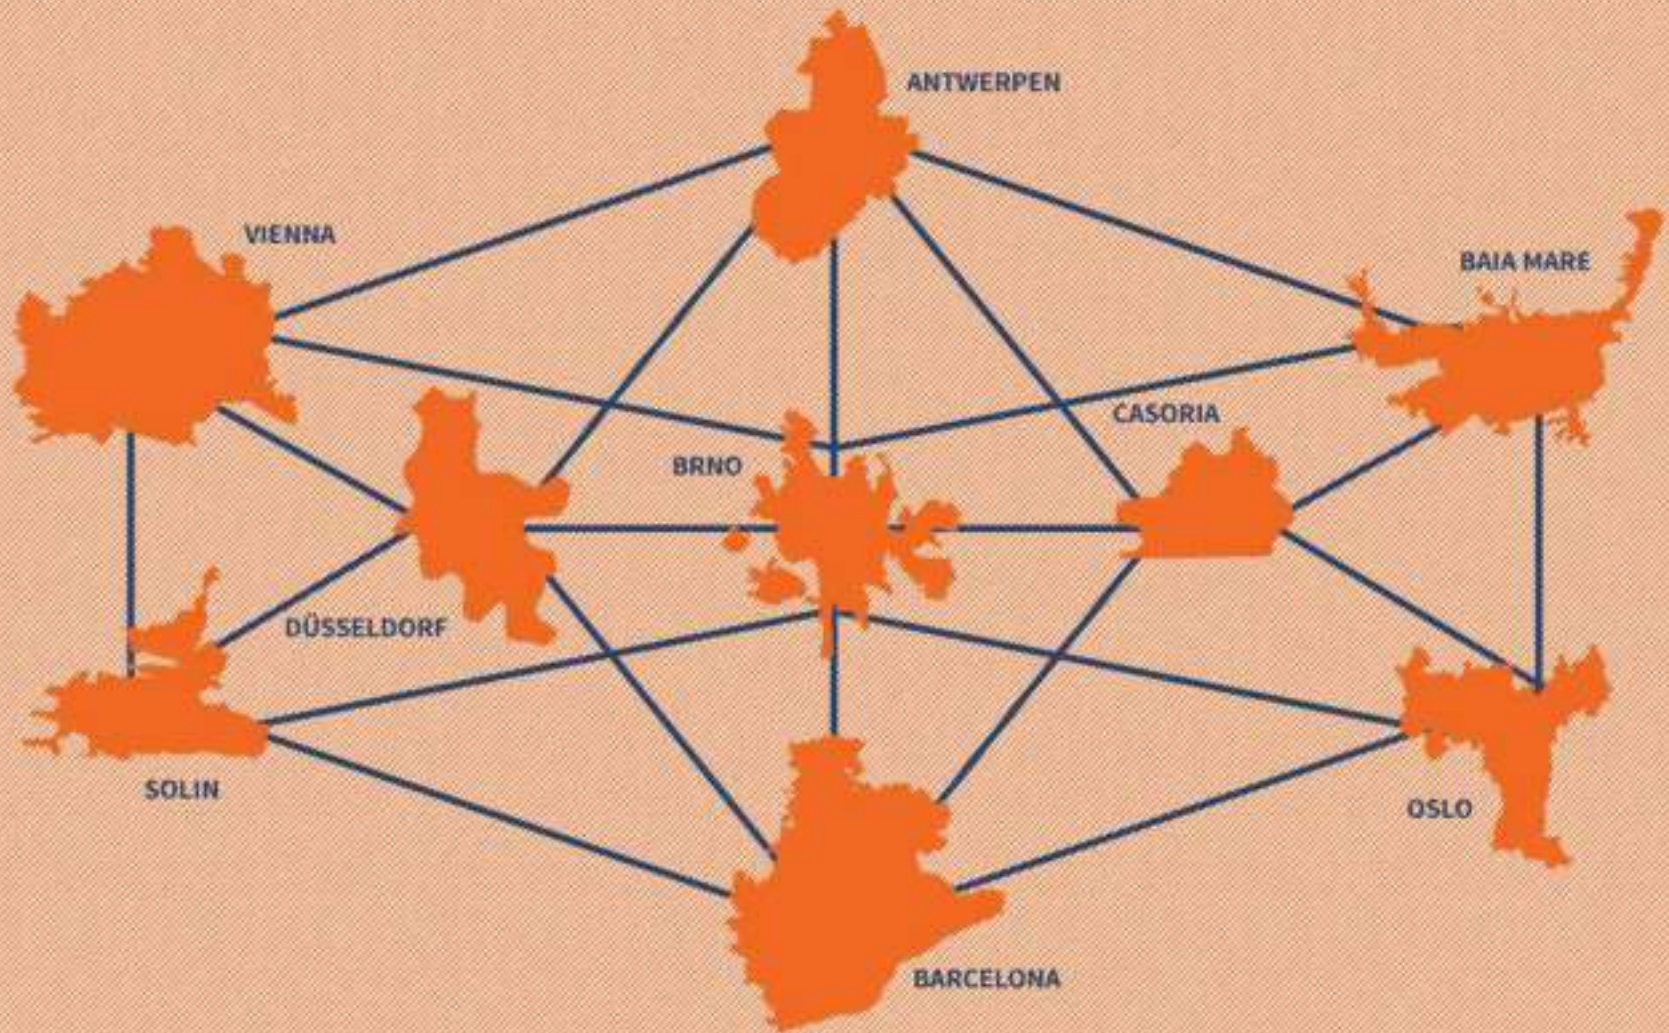 ANTWERPEN
VIENNA
BAIA MARE
CASORIA
BRNO
DÜSSELDORF
SOLIN
OSLO
BARCELONA